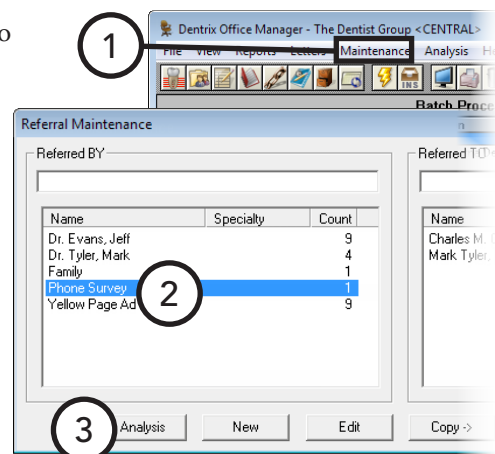 o
Dentrix Office Manager - The Dentist Group <CENTRAL>
1
File View Reports Letters Maintenance Analysis He
INS
Batch Proce
Referral Maintenance
Referred BY
Referred TO
Name Specialty Count
Name
Dr. Evans, Jeff 9
Charles M.
Dr. Tyler, Mark 4
Mark Tyler,
Family 1
Phone Survey 1
2
Yellow Page Ad 9
3
Analysis New Edit Copy ->